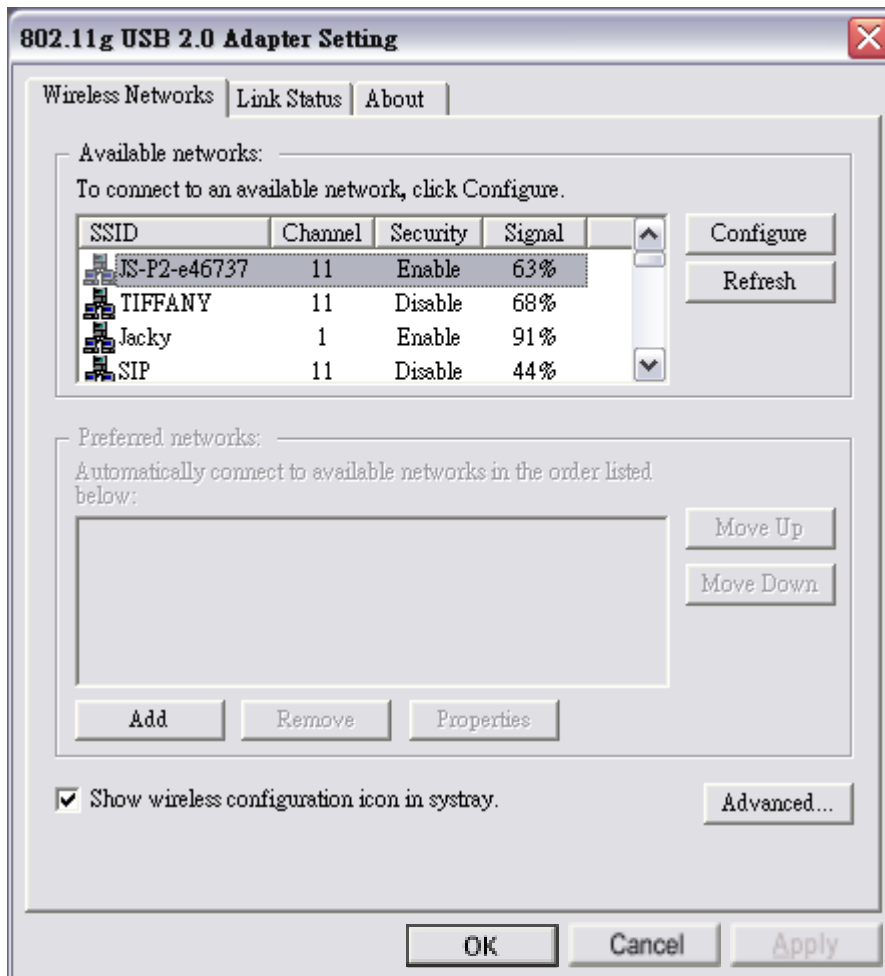 802.11g USB 2.0 Adapter Setting
Wireless Networks Link Status About
Available networks:
To connect to an available network, click Configure.
SSID Channel Security Signal
JS-P2-e46737 11 Enable 63%
TIFFANY 11 Disable 68%
Jacky 1 Enable 91%
SIP 11 Disable 44%
Configure
Refresh
Preferred networks:
Automatically connect to available networks in the order listed
below:
Move Up
Move Down
Add Remove Properties
Show wireless configuration icon in systray.
Advanced...
OK Cancel Apply